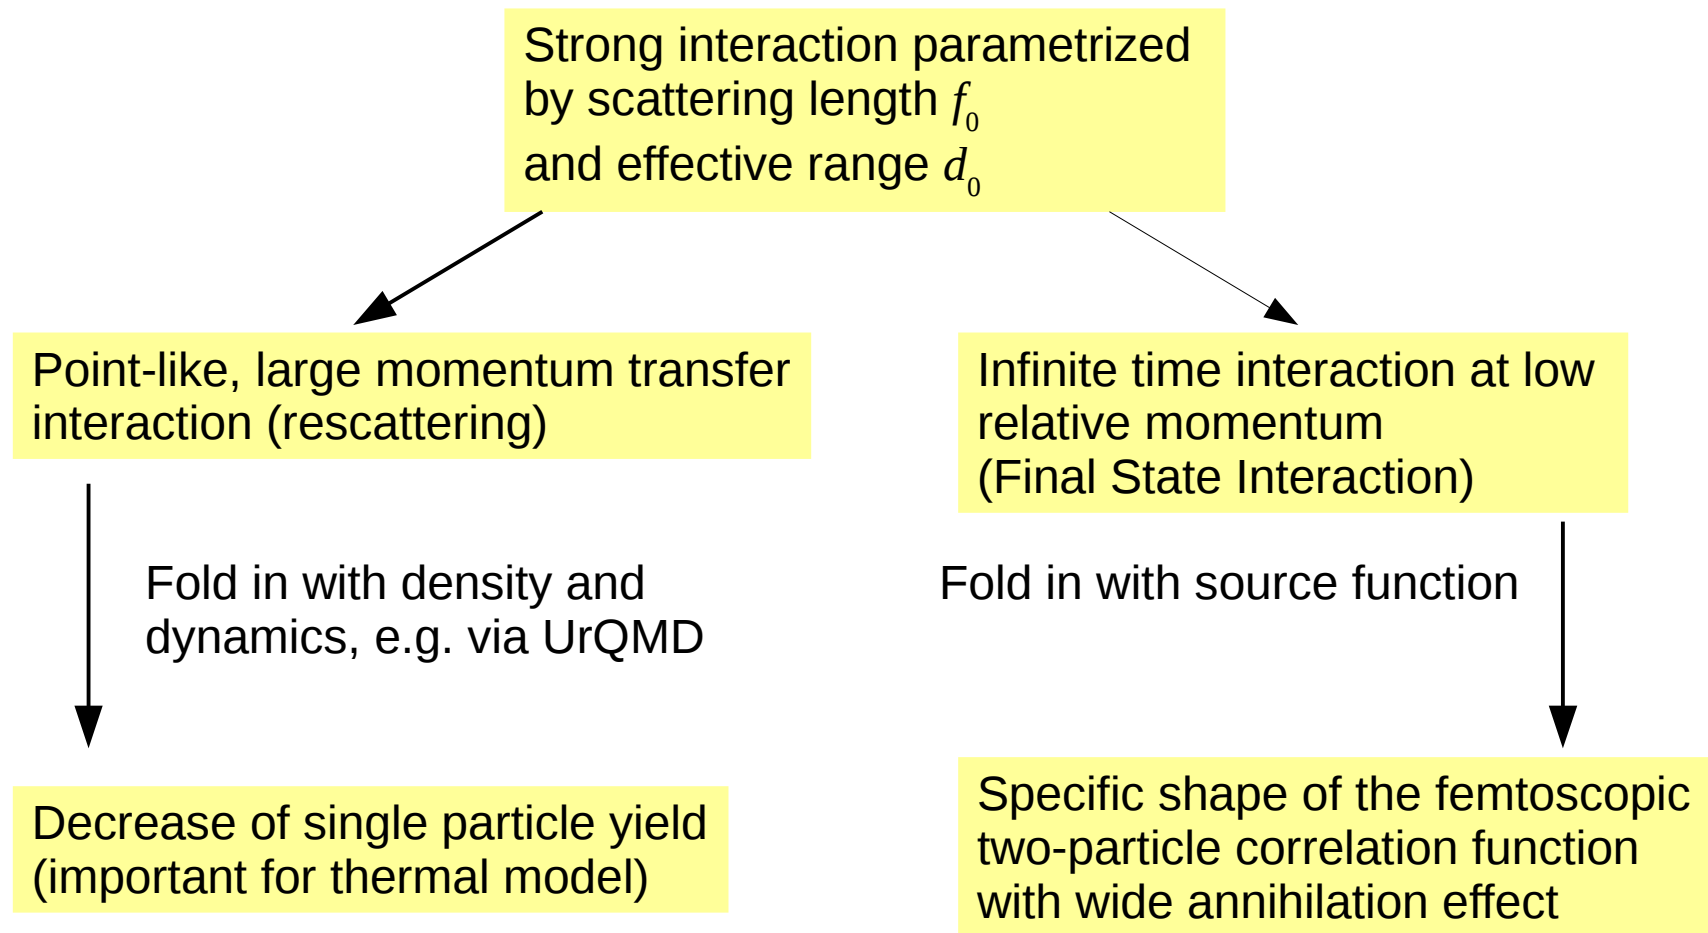 Strong interaction parametrized
by scattering length f₀
and effective range d₀
Point-like, large momentum transfer
interaction (rescattering)
Infinite time interaction at low
relative momentum
(Final State Interaction)
Fold in with density and
dynamics, e.g. via UrQMD
Fold in with source function
Decrease of single particle yield
(important for thermal model)
Specific shape of the femtoscopic
two-particle correlation function
with wide annihilation effect